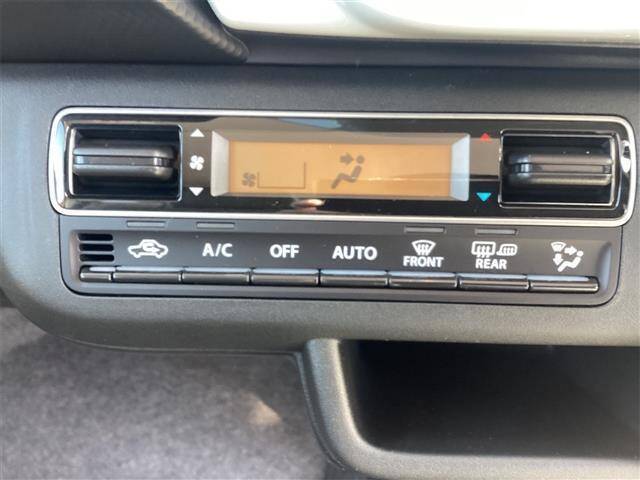 A/C OFF AUTO FRONT REAR